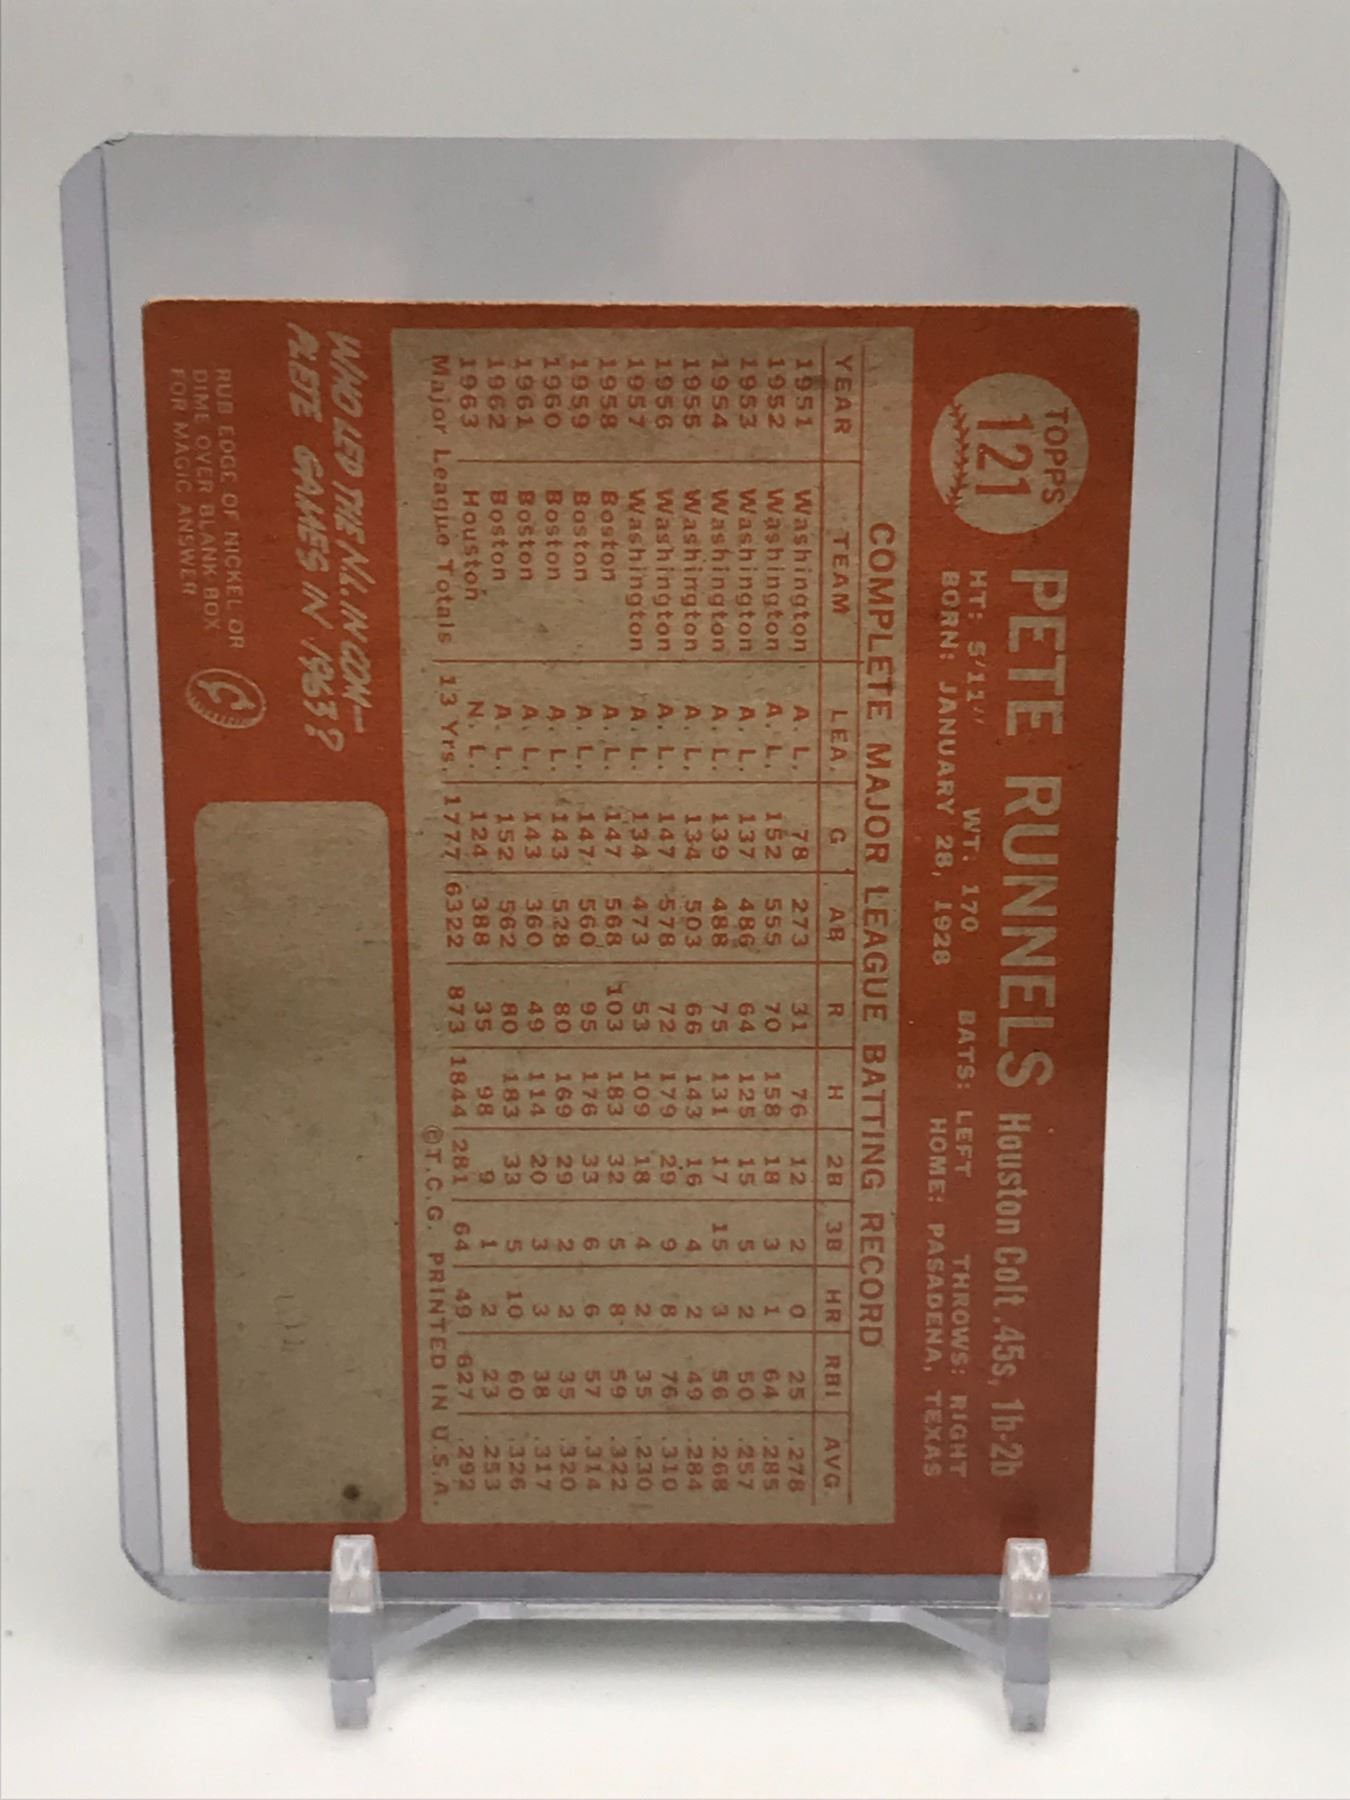 TOPPS
121
PETE RUNNELS Houston Colt .45s, 1b-2b
HT: 5'11" WT: 170 BATS: LEFT THROWS: RIGHT
BORN: JANUARY 28, 1928 HOME: PASADENA, TEXAS
COMPLETE MAJOR LEAGUE BATTING RECORD
YEAR TEAM LEA. G AB R H 2B 3B HR RBI AVG.
1951 Washington A. L. 78 273 31 76 12 2 0 25 .278
1952 Washington A. L. 152 555 70 158 18 3 1 64 .285
1953 Washington A. L. 137 486 64 125 15 5 2 50 .257
1954 Washington A. L. 139 488 75 131 17 15 3 56 .268
1955 Washington A. L. 134 503 66 143 16 4 2 49 .284
1956 Washington A. L. 147 578 72 179 29 9 8 76 .310
1957 Washington A. L. 134 473 53 109 18 4 2 35 .230
1958 Boston A. L. 147 568 103 183 32 5 8 59 .322
1959 Boston A. L. 147 560 95 176 33 6 6 57 .314
1960 Boston A. L. 143 528 80 169 29 2 2 35 .320
1961 Boston A. L. 143 360 49 114 20 3 3 38 .317
1962 Boston A. L. 152 562 80 183 33 5 10 60 .326
1963 Houston N. L. 124 388 35 98 9 1 2 23 .253
Major League Totals 13 Yrs. 1777 6322 873 1844 281 64 49 627 .292
©T.C.G. PRINTED IN U.S.A.
WHO LED THE N.L. IN COM-
PLETE GAMES IN 1963?
RUB EDGE OF NICKEL OR
DIME OVER BLANK BOX
FOR MAGIC ANSWER